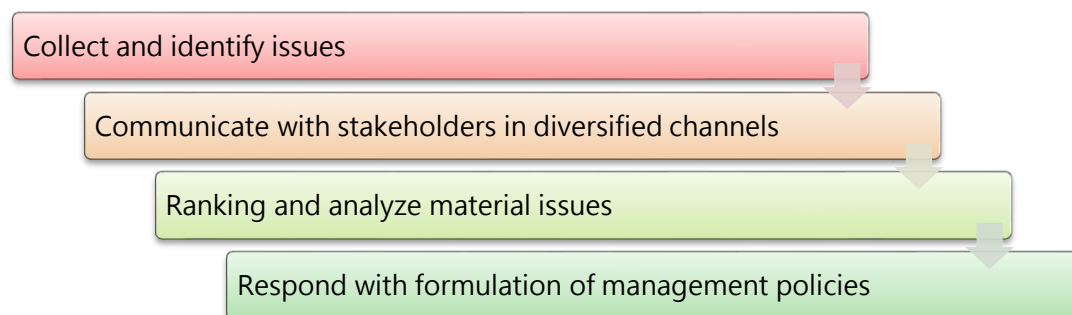 Collect and identify issues
Communicate with stakeholders in diversified channels
Ranking and analyze material issues
Respond with formulation of management policies